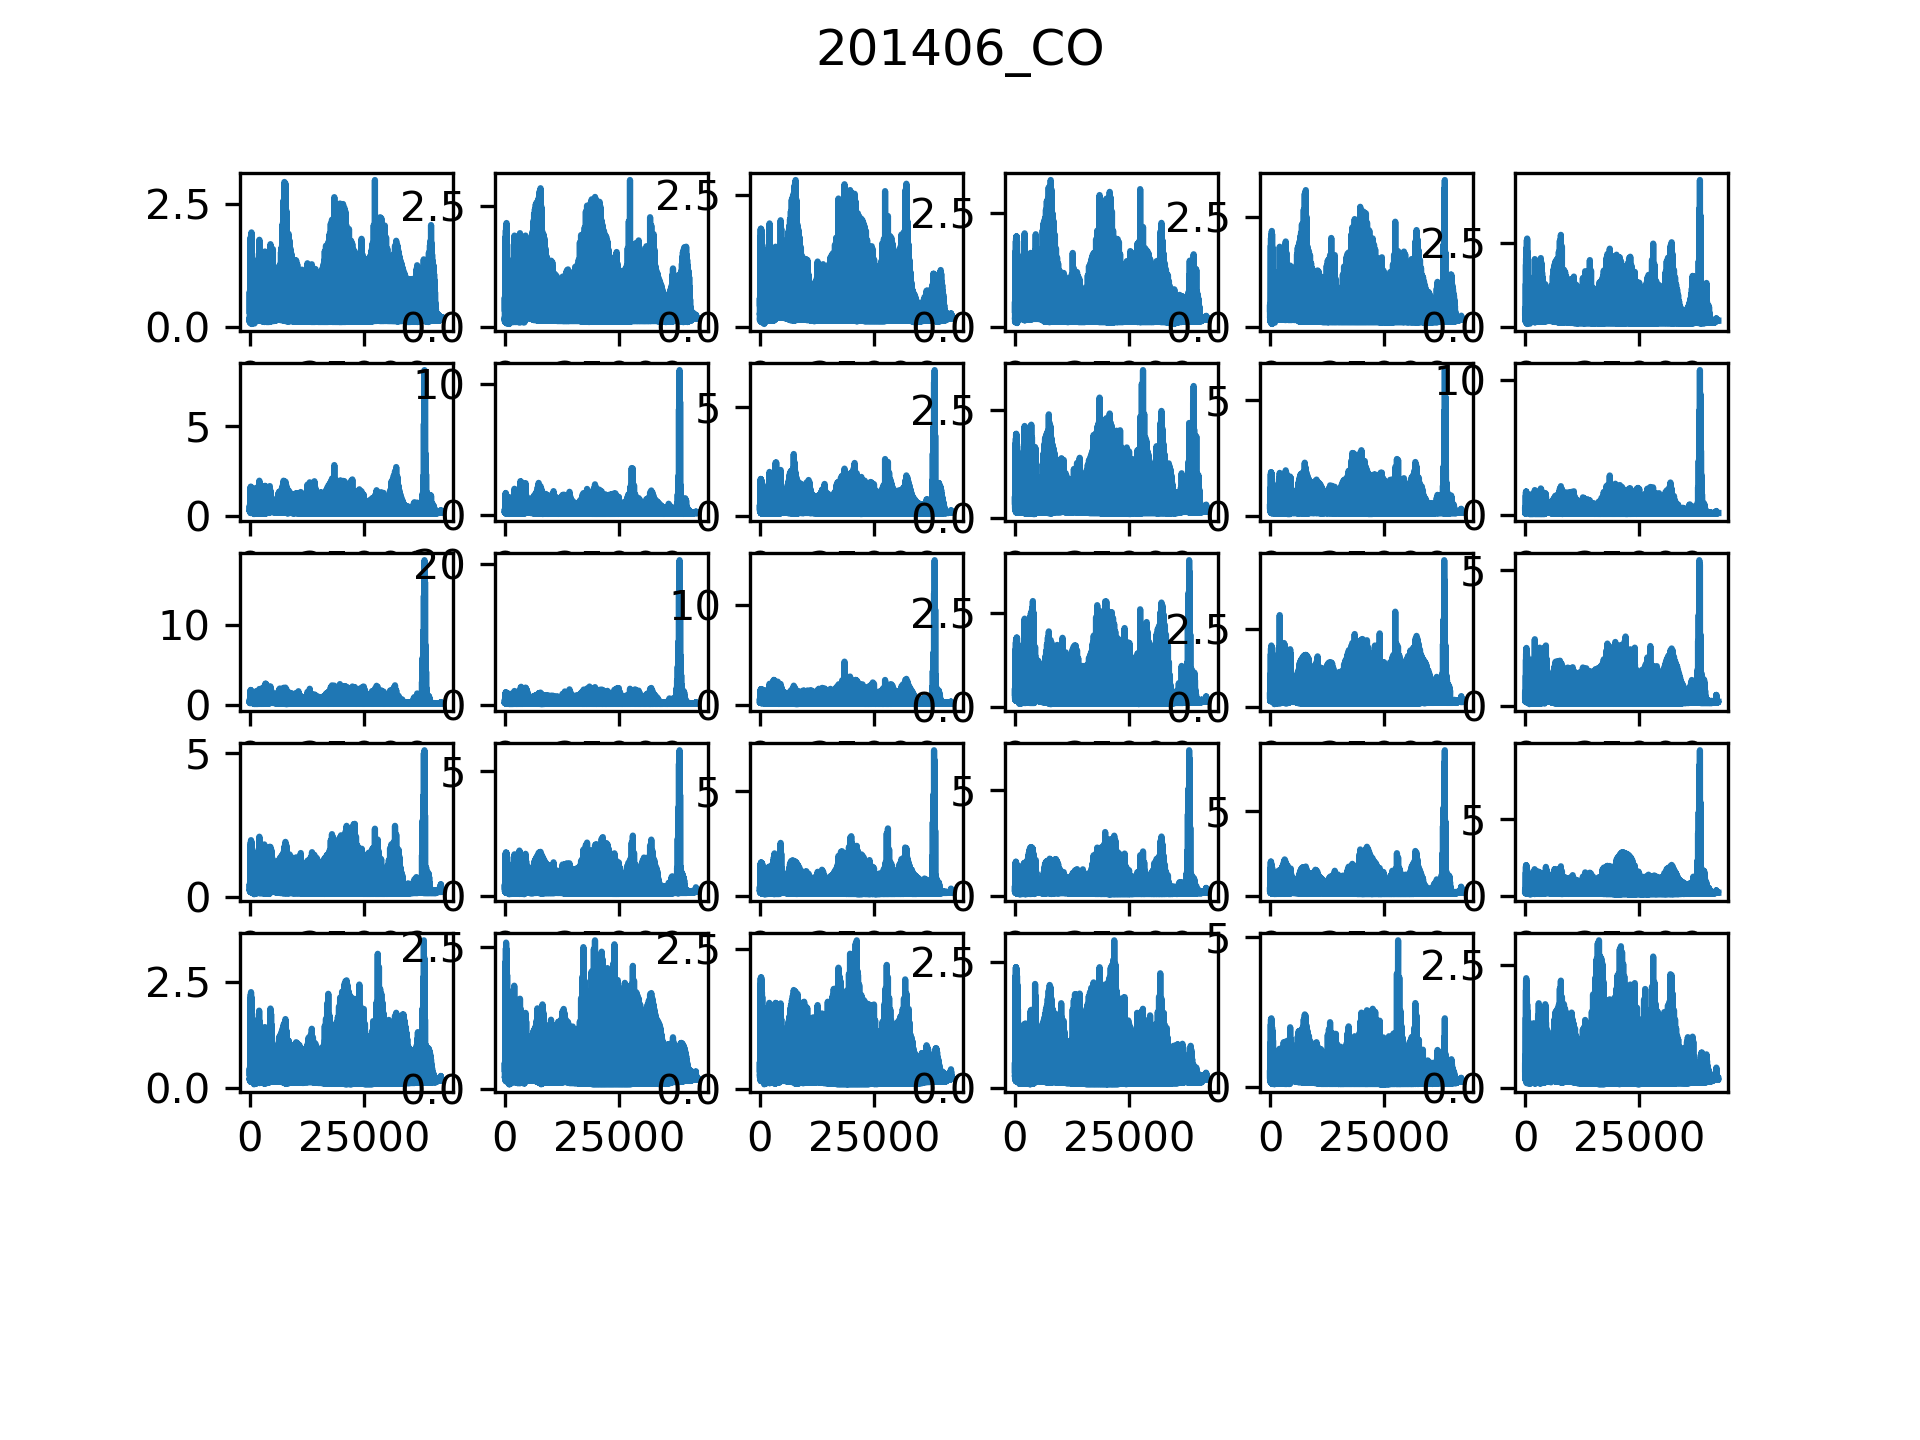 201406_CO
2.5 2.5 2.5 2.5 2.5 2.5
0.0 0.0 0.0 0.0 0.0 0.0
5 10 5 2.5 5 10
0 0 0 0.0 0 0
10 20 10 2.5 2.5 5
0 0 0 0.0 0.0 0
5 5 5 5 5 5
0 0 0 0 0 0
2.5 2.5 2.5 2.5 5 2.5
0.0 0.0 0.0 0.0 0 0.0
0 25000 0 25000 0 25000 0 25000 0 25000 0 25000